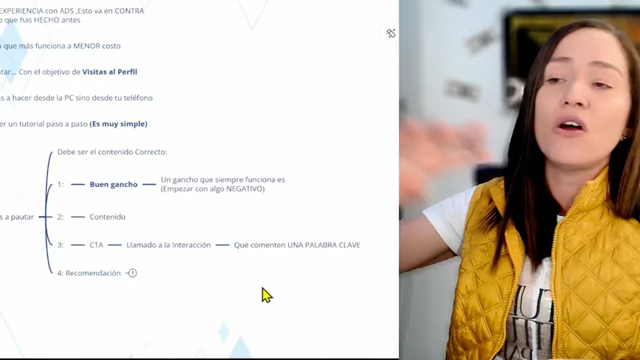 EXPERIENCIA con ADS ,Esto va en CONTRA
que has HECHO antes
que más funciona a MENOR costo
Con el objetivo de Visitas al Perfil
a hacer desde la PC sino desde tu teléfono
un tutorial paso a paso (Es muy simple)
Debe ser el contenido Correcto:
1: Buen gancho Un gancho que siempre funciona es
(Empezar con algo NEGATIVO)
a pautar
2: Contenido
3: CTA Llamado a la Interacción Que comenten UNA PALABRA CLAVE
4: Recomendación 1